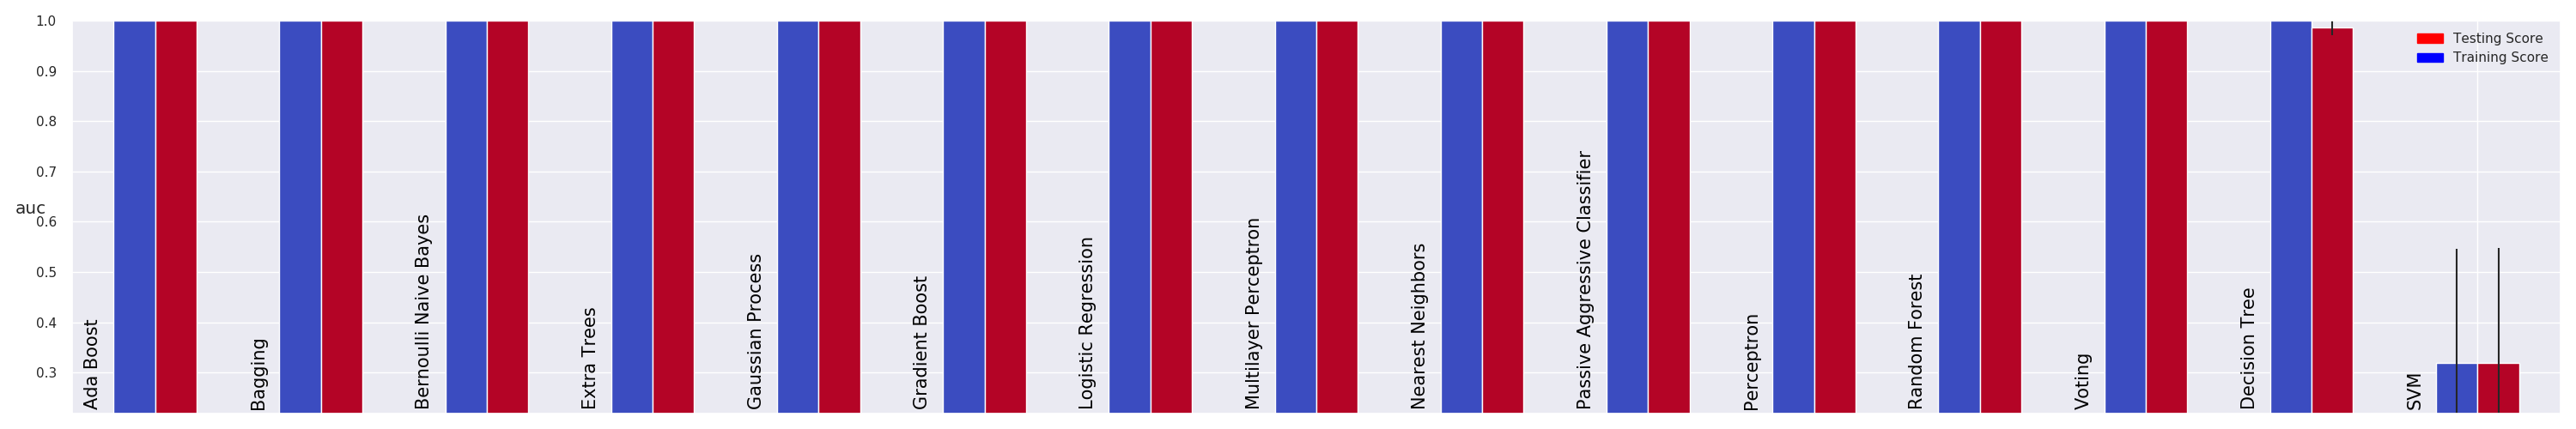 1.0
0.9
0.8
0.7
0.6
0.5
0.4
0.3
auc
Ada Boost
Bagging
Bernoulli Naive Bayes
Extra Trees
Gaussian Process
Gradient Boost
Logistic Regression
Multilayer Perceptron
Nearest Neighbors
Passive Aggressive Classifier
Perceptron
Random Forest
Voting
Decision Tree
SVM
Testing Score
Training Score